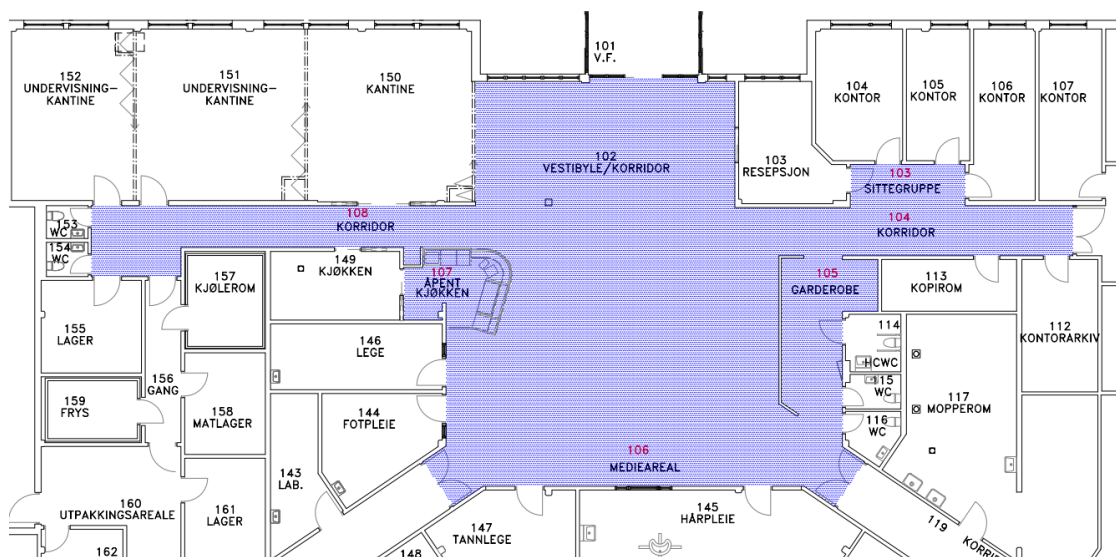 101
V.F.
152
UNDERVISNING-
KANTINE
151
UNDERVISNING-
KANTINE
150
KANTINE
104
KONTOR
105
KONTOR
106
KONTOR
107
KONTOR
102
VESTIBYLE/KORRIDOR
103
RESEPSJON
103
SITTEGRUPPE
153
WC
108
KORRIDOR
104
KORRIDOR
154
WC
157
KJØLEROM
149
KJØKKEN
107
ÅPENT
KJØKKEN
105
GARDEROBE
113
KOPIROM
155
LAGER
146
LEGE
114
HCWC
112
KONTORARKIV
156
GANG
115
WC
159
FRYS
158
MATLAGER
144
FOTPLEIE
116
WC
117
MOPPEROM
106
MEDIEAREAL
143
LAB.
160
UTPAKKINGSAREALE
161
LAGER
147
TANNLEGE
145
HÅRPLEIE
119
KORRI
162
148